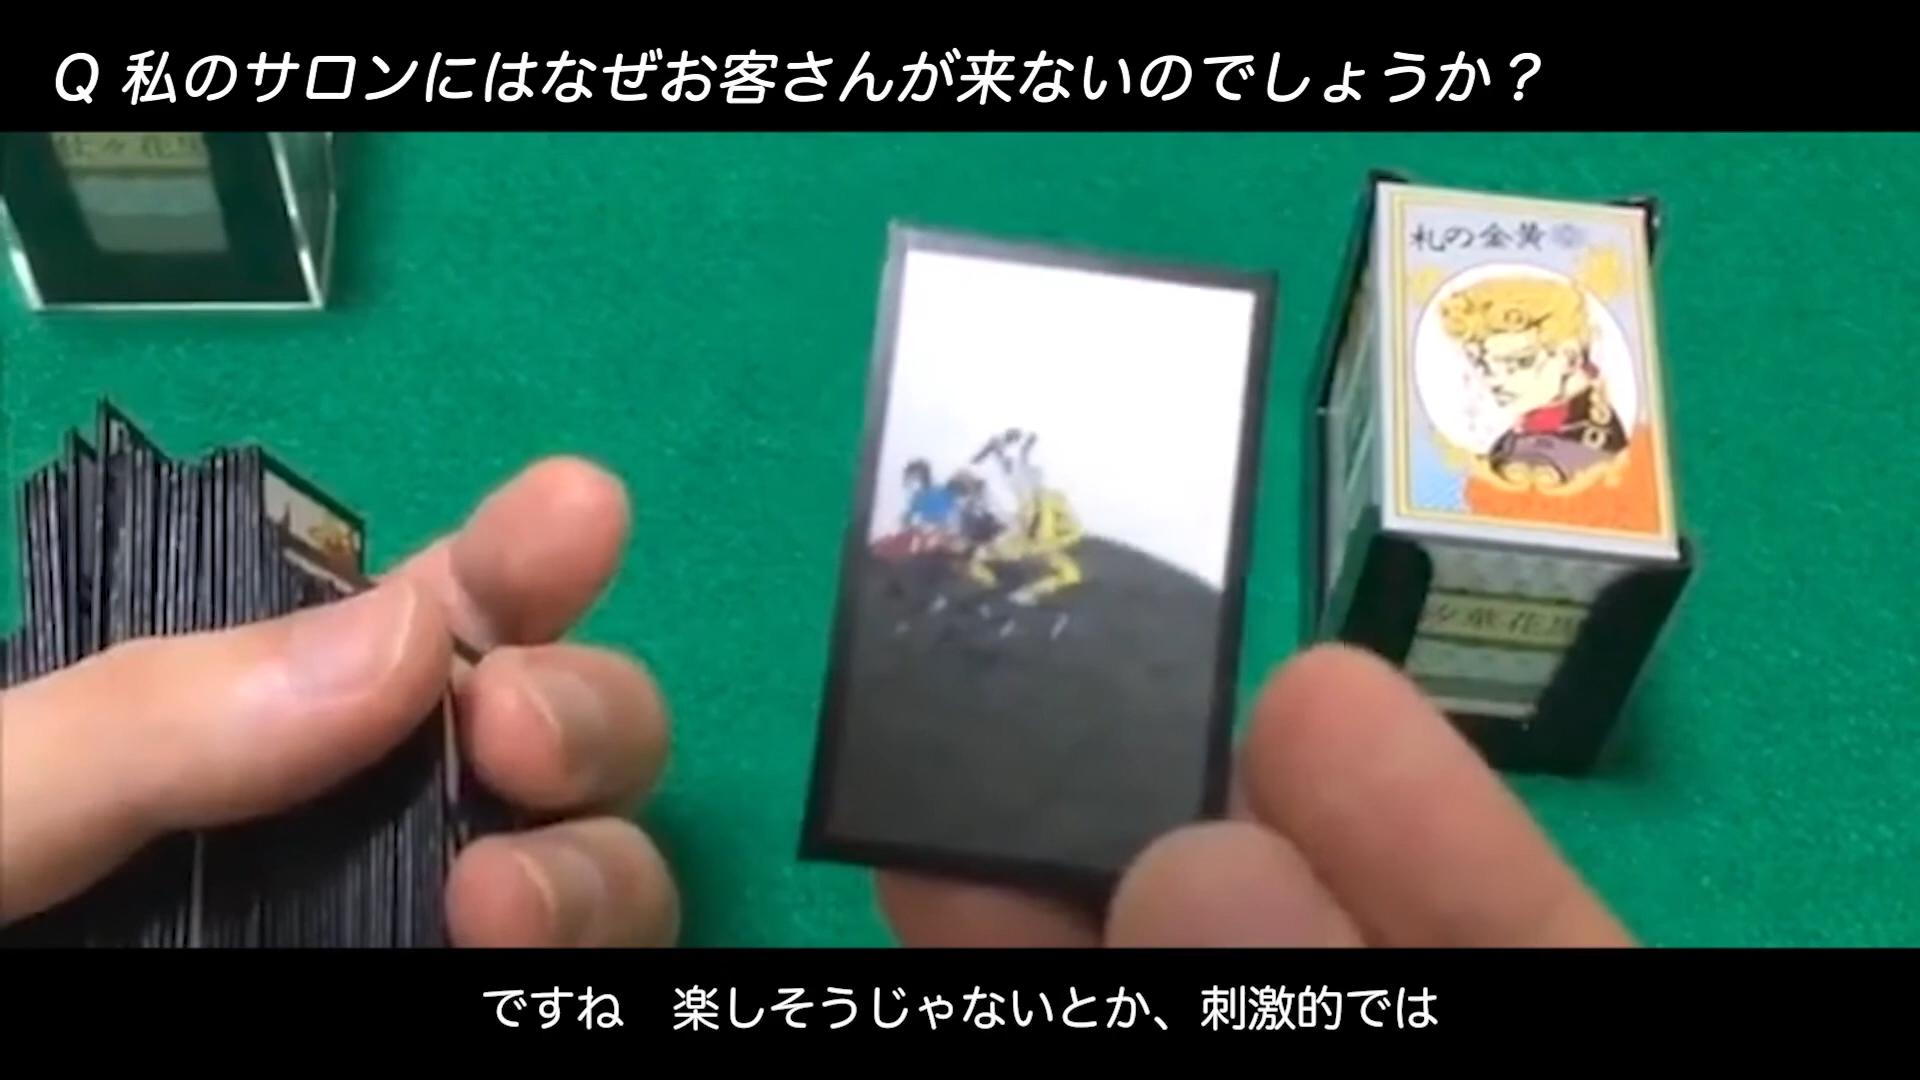 Q 私のサロンにはなぜお客さんが来ないのでしょうか？
札の金黄
ですね　楽しそうじゃないとか、刺激的では